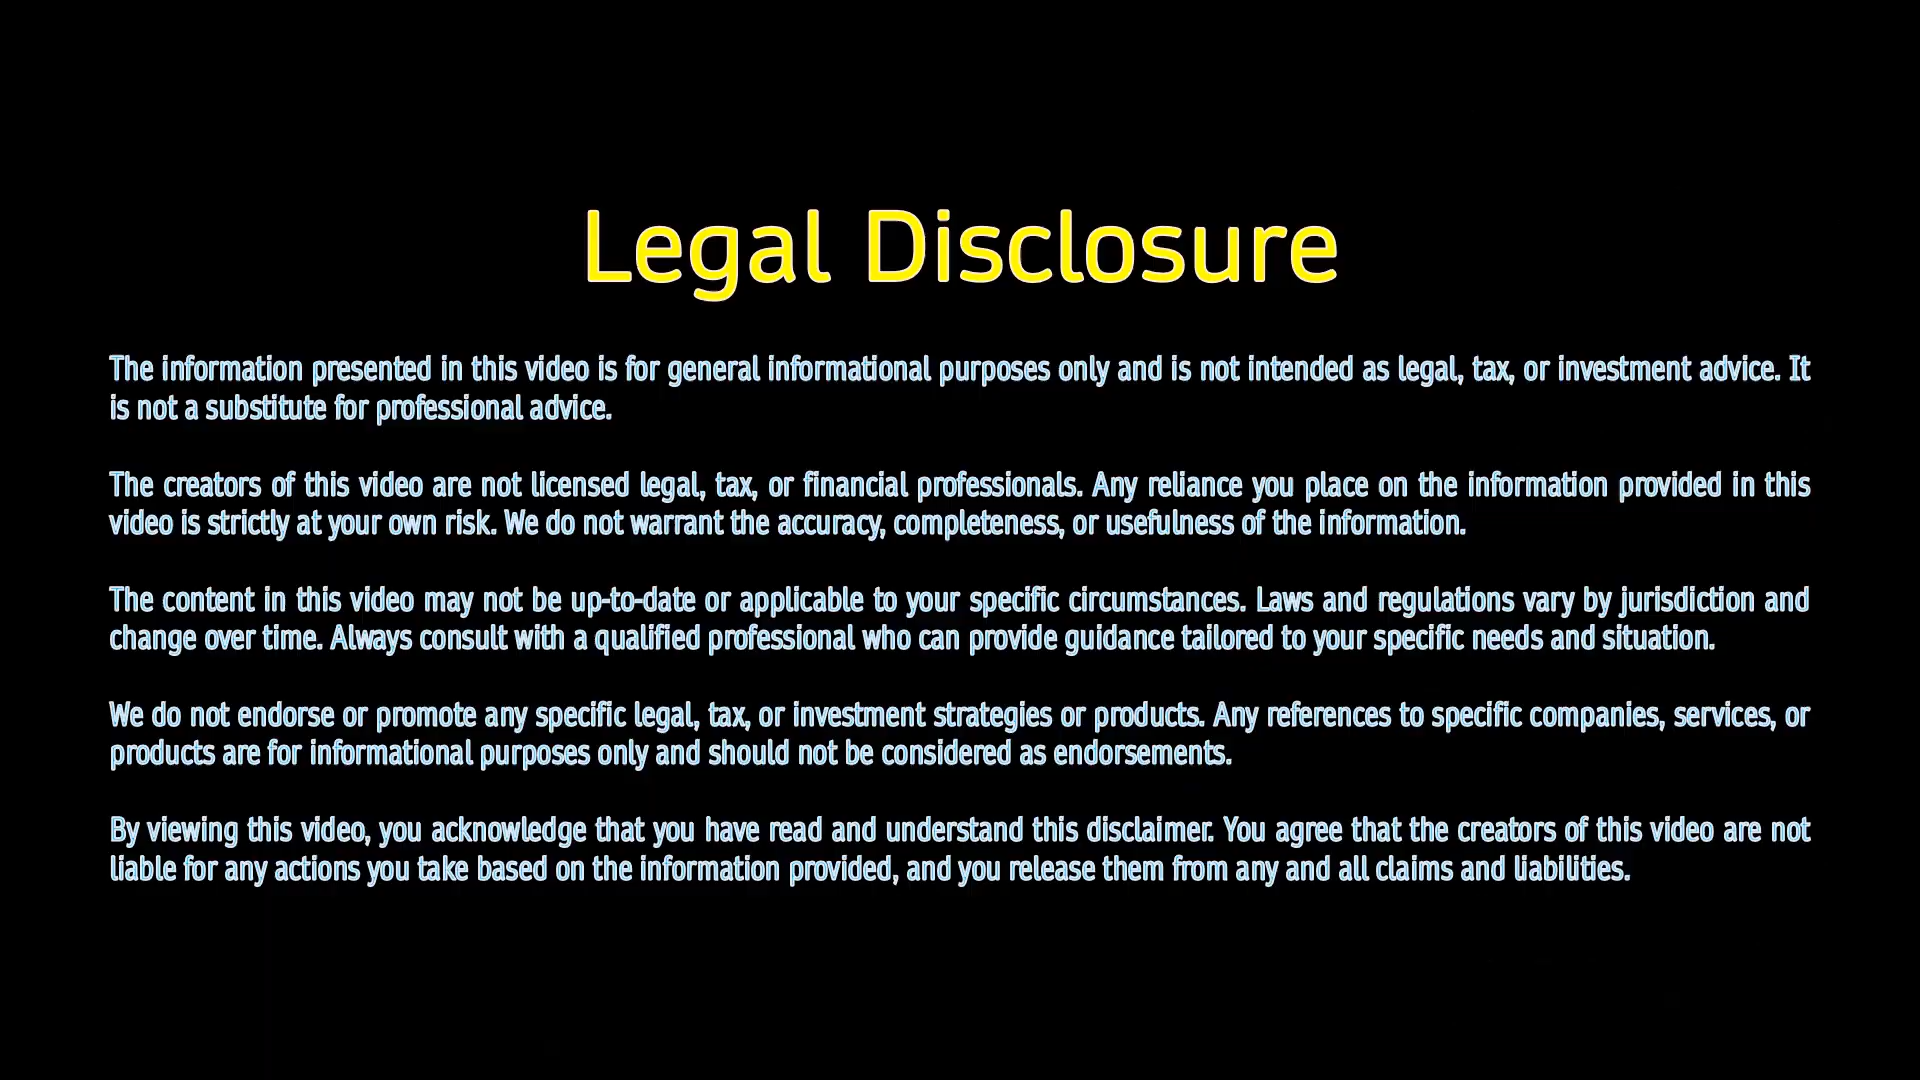 Legal Disclosure
The information presented in this video is for general informational purposes only and is not intended as legal, tax, or investment advice. It
is not a substitute for professional advice.
The creators of this video are not licensed legal, tax, or financial professionals. Any reliance you place on the information provided in this
video is strictly at your own risk. We do not warrant the accuracy, completeness, or usefulness of the information.
The content in this video may not be up-to-date or applicable to your specific circumstances. Laws and regulations vary by jurisdiction and
change over time. Always consult with a qualified professional who can provide guidance tailored to your specific needs and situation.
We do not endorse or promote any specific legal, tax, or investment strategies or products. Any references to specific companies, services, or
products are for informational purposes only and should not be considered as endorsements.
By viewing this video, you acknowledge that you have read and understand this disclaimer. You agree that the creators of this video are not
liable for any actions you take based on the information provided, and you release them from any and all claims and liabilities.